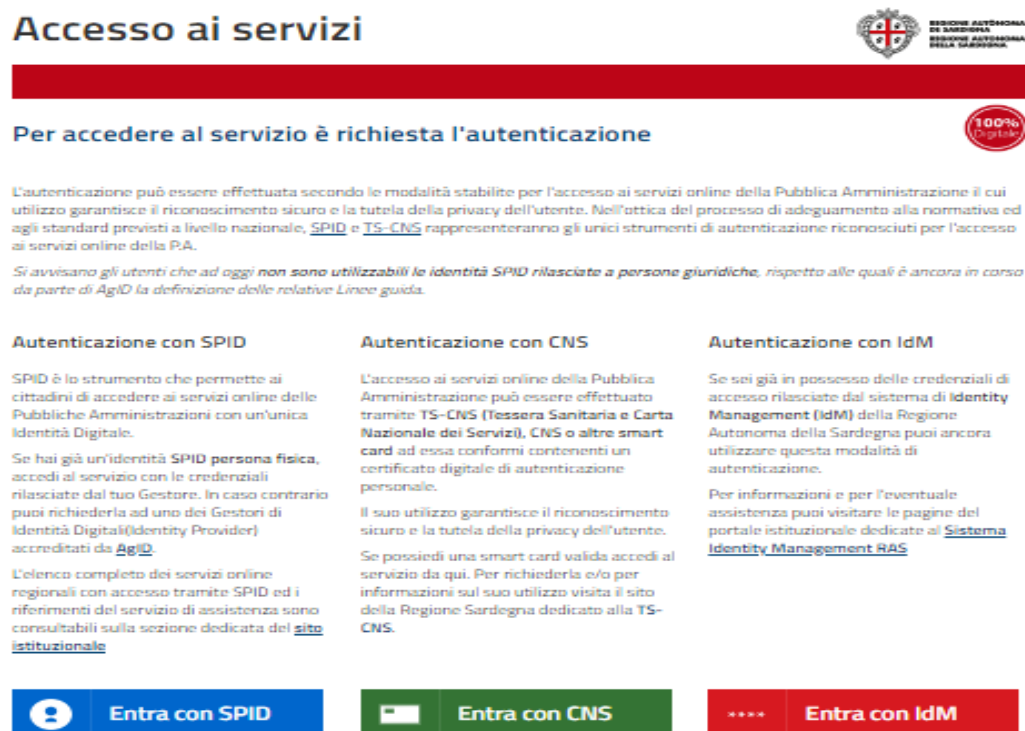 Accesso ai servizi
REGIONE AUTÒNOMA
DE SARDIGNA
REGIONE AUTONOMA
DELLA SARDEGNA
Per accedere al servizio è richiesta l'autenticazione
100%
Digitale
L'autenticazione può essere effettuata secondo le modalità stabilite per l'accesso ai servizi online della Pubblica Amministrazione il cui
utilizzo garantisce il riconoscimento sicuro e la tutela della privacy dell'utente. Nell'ottica del processo di adeguamento alla normativa ed
agli standard previsti a livello nazionale, SPID e TS-CNS rappresenteranno gli unici strumenti di autenticazione riconosciuti per l'accesso
ai servizi online della P.A.
Si avvisano gli utenti che ad oggi non sono utilizzabili le identità SPID rilasciate a persone giuridiche, rispetto alle quali è ancora in corso
da parte di AgID la definizione delle relative Linee guida.
Autenticazione con SPID
SPID è lo strumento che permette ai
cittadini di accedere ai servizi online delle
Pubbliche Amministrazioni con un'unica
Identità Digitale.
Se hai già un'identità SPID persona fisica,
accedi al servizio con le credenziali
rilasciate dal tuo Gestore. In caso contrario
puoi richiederla ad uno dei Gestori di
Identità Digitali(Identity Provider)
accreditati da AgID.
L'elenco completo dei servizi online
regionali con accesso tramite SPID ed i
riferimenti del servizio di assistenza sono
consultabili sulla sezione dedicata del sito
istituzionale
Entra con SPID
Autenticazione con CNS
L'accesso ai servizi online della Pubblica
Amministrazione può essere effettuato
tramite TS-CNS (Tessera Sanitaria e Carta
Nazionale dei Servizi), CNS o altre smart
card ad essa conformi contenenti un
certificato digitale di autenticazione
personale.
Il suo utilizzo garantisce il riconoscimento
sicuro e la tutela della privacy dell'utente.
Se possiedi una smart card valida accedi al
servizio da qui. Per richiederla e/o per
informazioni sul suo utilizzo visita il sito
della Regione Sardegna dedicato alla TS-
CNS.
Entra con CNS
Autenticazione con IdM
Se sei già in possesso delle credenziali di
accesso rilasciate dal sistema di Identity
Management (IdM) della Regione
Autonoma della Sardegna puoi ancora
utilizzare questa modalità di
autenticazione.
Per informazioni e per l'eventuale
assistenza puoi visitare le pagine del
portale istituzionale dedicate al Sistema
Identity Management RAS
****
Entra con IdM